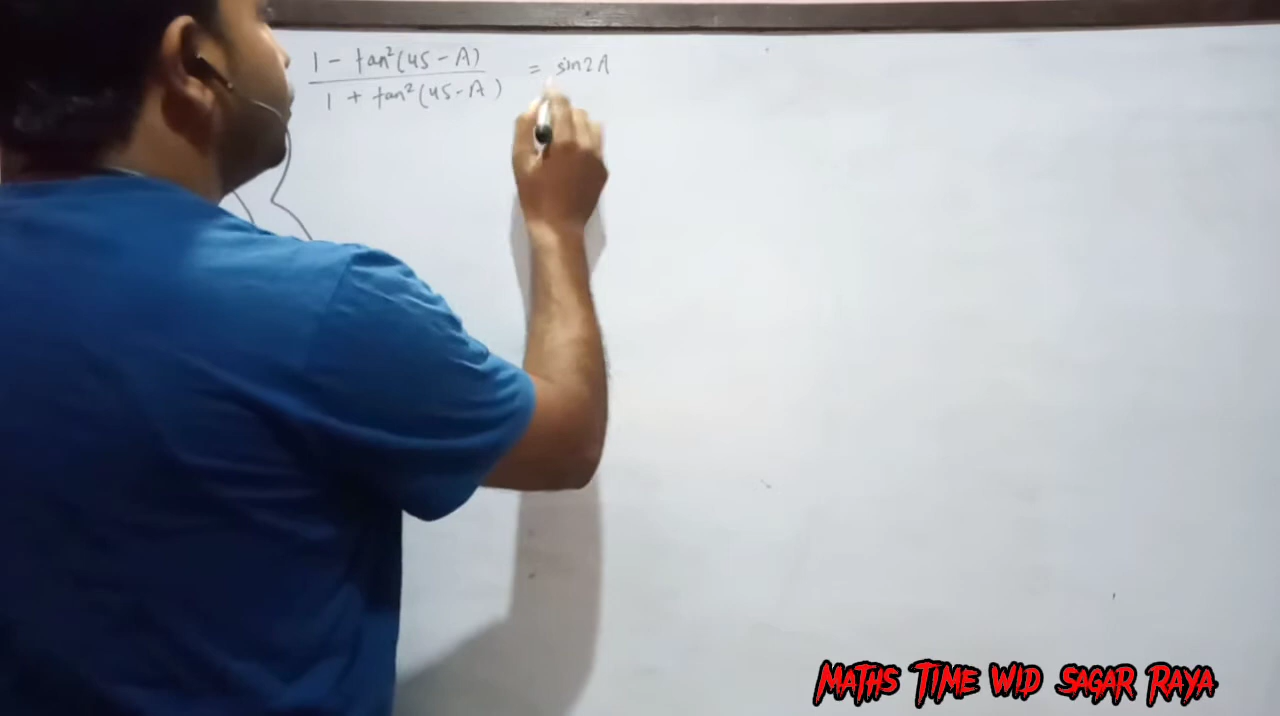 1 - tan²(45 - A)
= sin2A
1 + tan²(45 - A)
MATHS TIME WID SAGAR RAYA